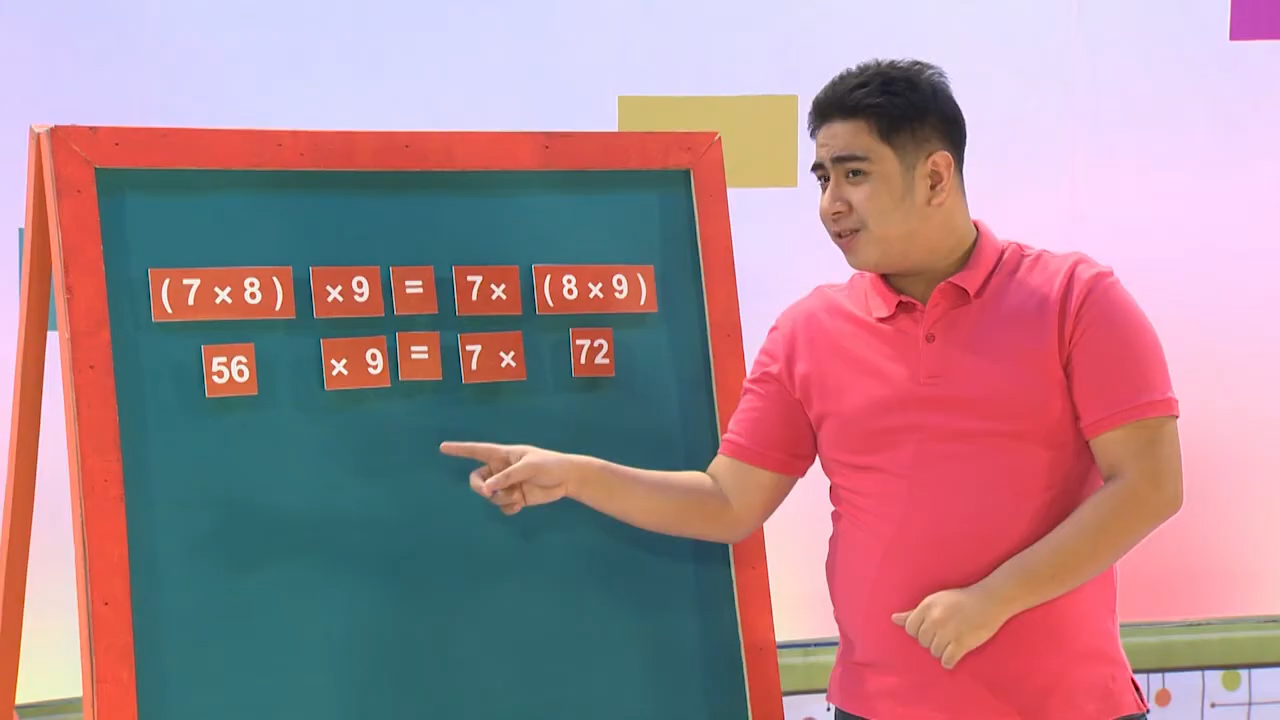 (7 × 8) × 9 = 7 × (8 × 9)
56 × 9 = 7 × 72